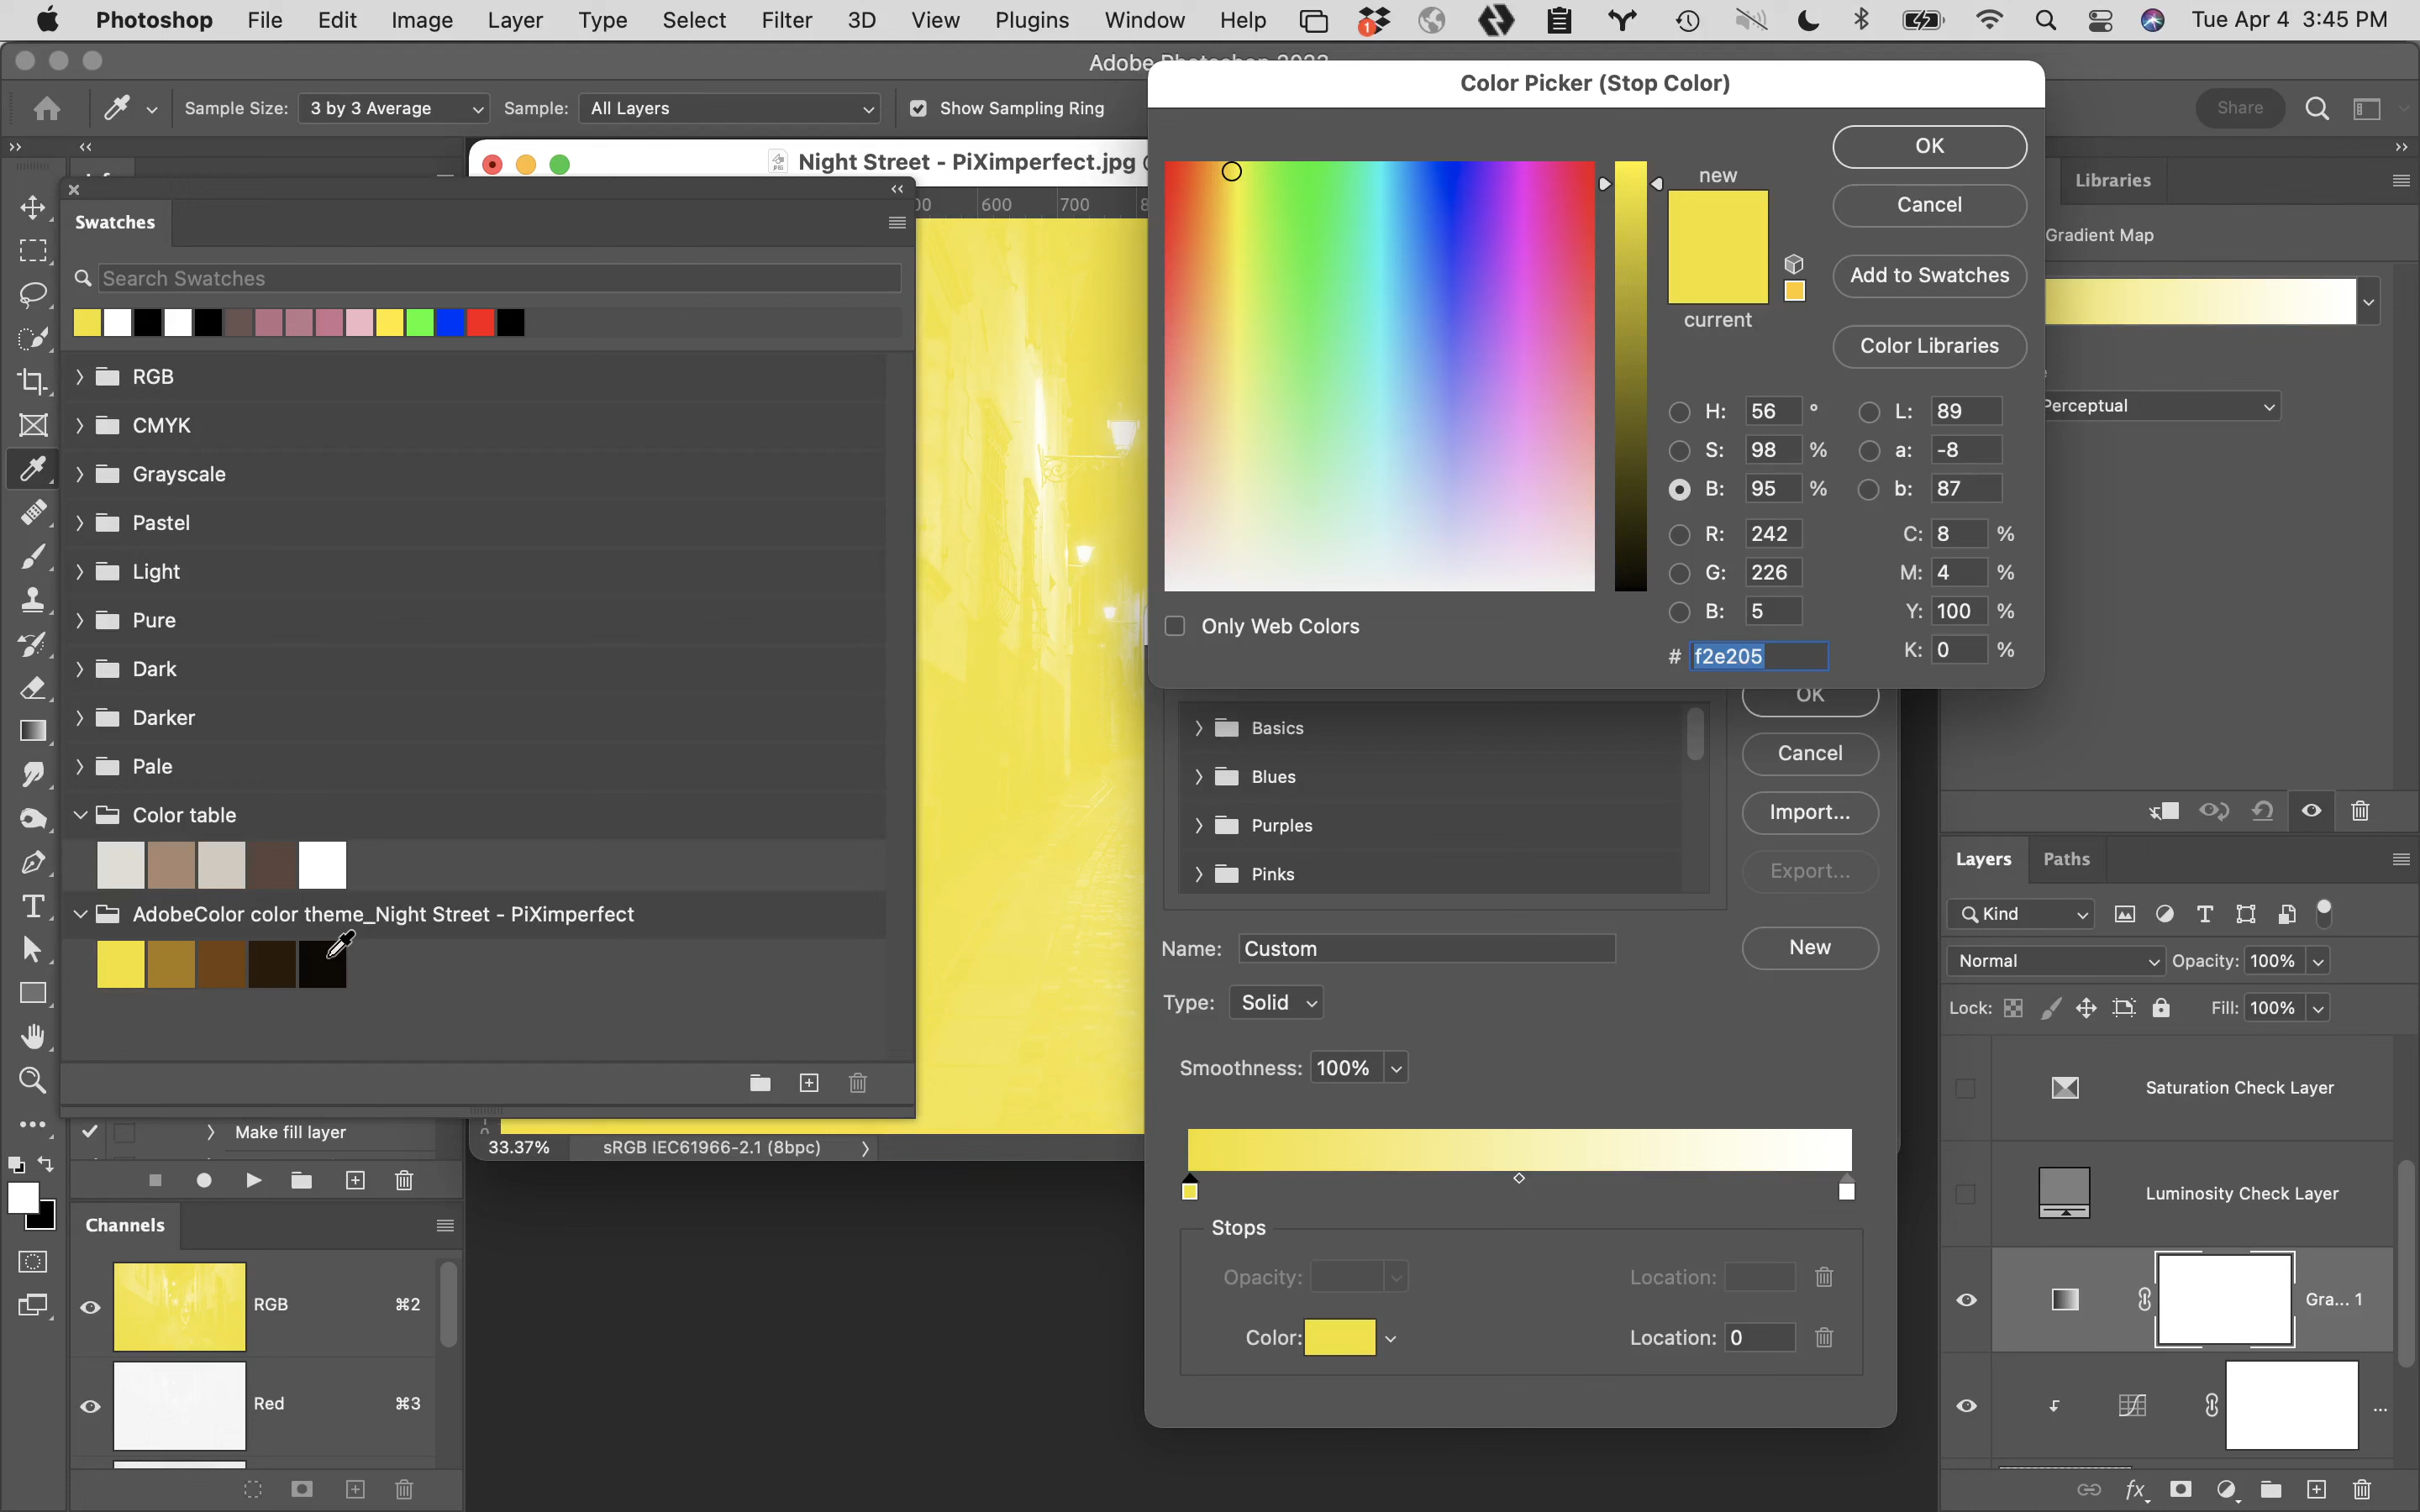 Photoshop File Edit Image Layer Type Select Filter 3D View Plugins Window Help 1 Tue Apr 4 3:45 PM
Color Picker (Stop Color)
Sample Size: 3 by 3 Average Sample: All Layers Show Sampling Ring
Share
Night Street - PiXimperfect.jpg
600 700
Swatches
Search Swatches
RGB
CMYK
Grayscale
Pastel
Light
Pure
Dark
Darker
Pale
Color table
AdobeColor color theme_Night Street - PiXimperfect
Make fill layer
33.37% sRGB IEC61966-2.1 (8bpc)
Channels
RGB ⌘2
Red ⌘3
new
current
OK
Cancel
Add to Swatches
Color Libraries
H: 56 °
S: 98 %
B: 95 %
R: 242
G: 226
B: 5
# f2e205
L: 89
a: -8
b: 87
C: 8 %
M: 4 %
Y: 100 %
K: 0 %
Only Web Colors
Basics
Blues
Purples
Pinks
OK
Cancel
Import...
Export...
Name: Custom
New
Type: Solid
Smoothness: 100%
Stops
Opacity: Location:
Color: Location: 0
Libraries
Gradient Map
Perceptual
Layers Paths
Kind
Normal Opacity: 100%
Lock: Fill: 100%
Saturation Check Layer
Luminosity Check Layer
Gra... 1
...